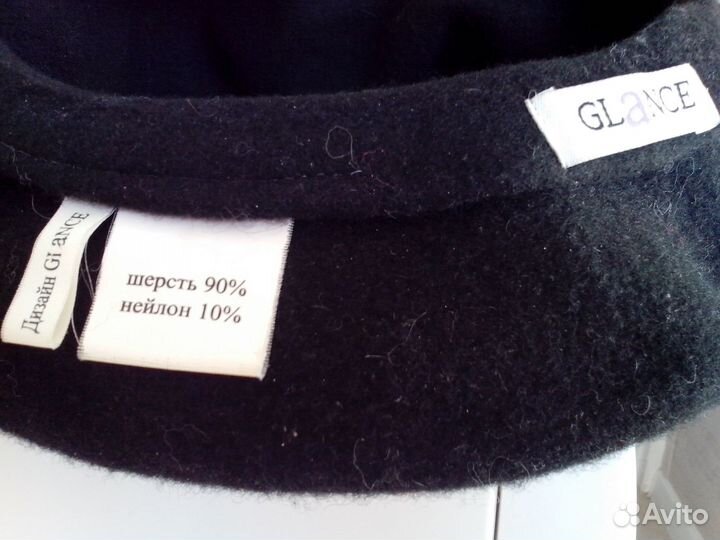 GLaNCE
Дизайн GlaNCE
шерсть 90%
нейлон 10%
Avito